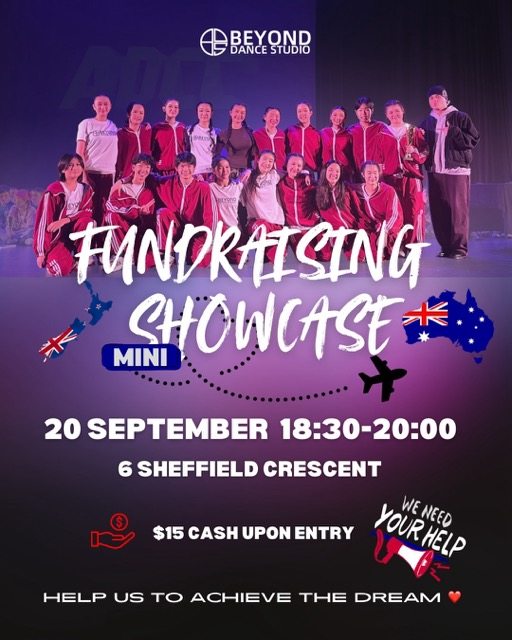 BEYOND
DANCE STUDIO
FUNDRAISING
SHOWCASE
MINI
20 SEPTEMBER 18:30-20:00
6 SHEFFIELD CRESCENT
$15 CASH UPON ENTRY
WE NEED
YOUR HELP
HELP US TO ACHIEVE THE DREAM ❤️